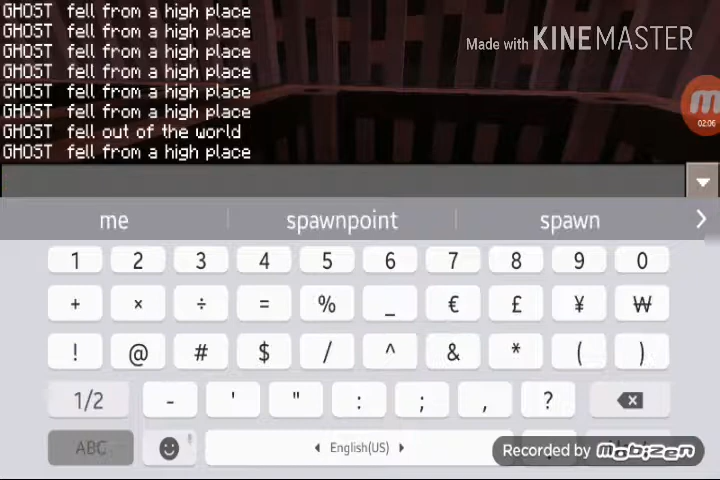 GHOST fell from a high place
GHOST fell from a high place
GHOST fell from a high place
GHOST fell from a high place
GHOST fell from a high place
GHOST fell from a high place
GHOST fell out of the world
GHOST fell from a high place
Made with KINEMASTER
02:06
me spawnpoint spawn
1 2 3 4 5 6 7 8 9 0
+ × ÷ = % _ € £ ¥ ₩
! @ # $ / ^ & * ( )
1/2 - ' " : ; , ?
ABC English(US)
Recorded by mobizen